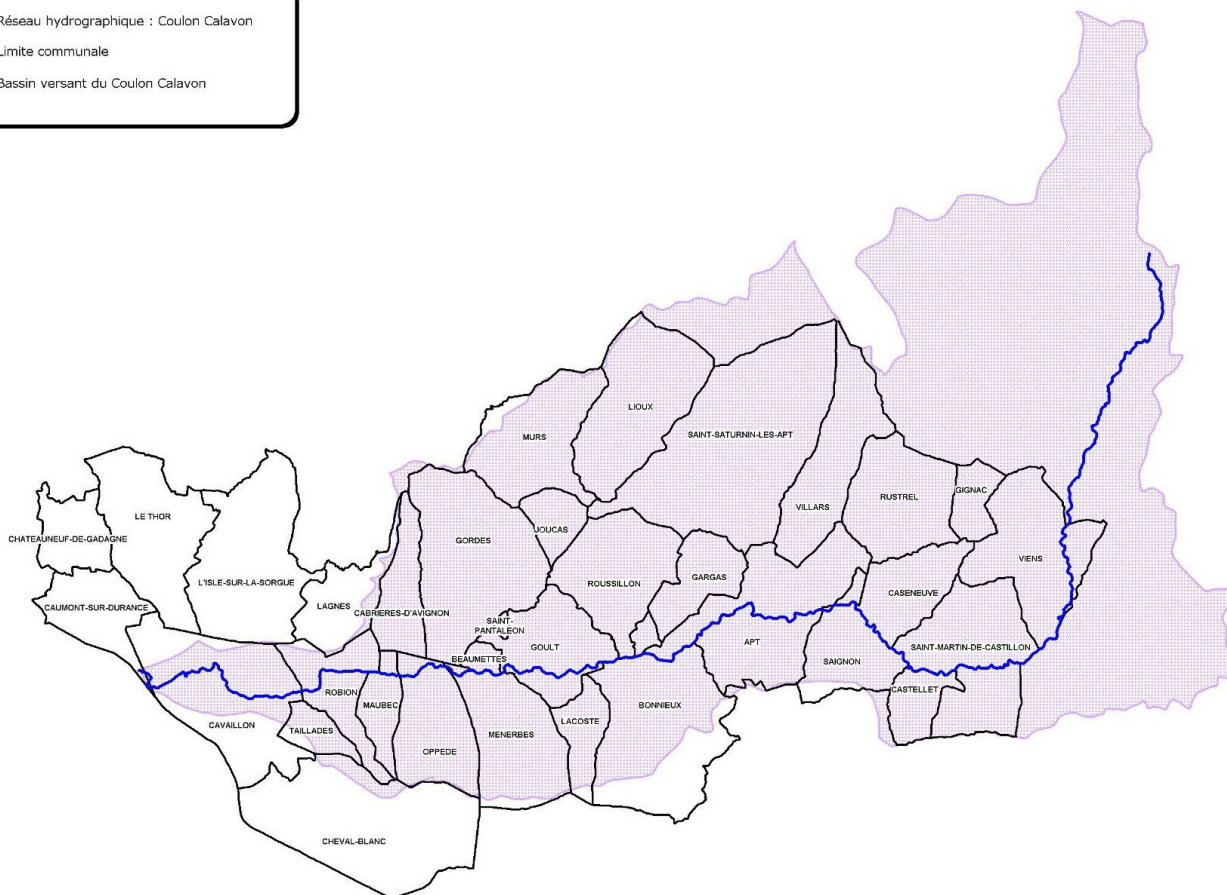 Réseau hydrographique : Coulon Calavon
Limite communale
Bassin versant du Coulon Calavon
LIOUX
MURS
SAINT-SATURNIN-LES-APT
LE THOR
CHATEAUNEUF-DE-GADAGNE
GORDES
JOUCAS
VILLARS
RUSTREL
GIGNAC
VIENS
L'ISLE-SUR-LA-SORGUE
CAUMONT-SUR-DURANCE
LAGNES
CABRIERES-D'AVIGNON
ROUSSILLON
GARGAS
CASENEUVE
SAINT-
PANTALEON
GOULT
APT
SAINT-MARTIN-DE-CASTILLON
BEAUMETTES
SAIGNON
CASTELLET
ROBION
MAUBEC
BONNIEUX
CAVAILLON
TAILLADES
LACOSTE
MENERBES
OPPEDE
CHEVAL-BLANC